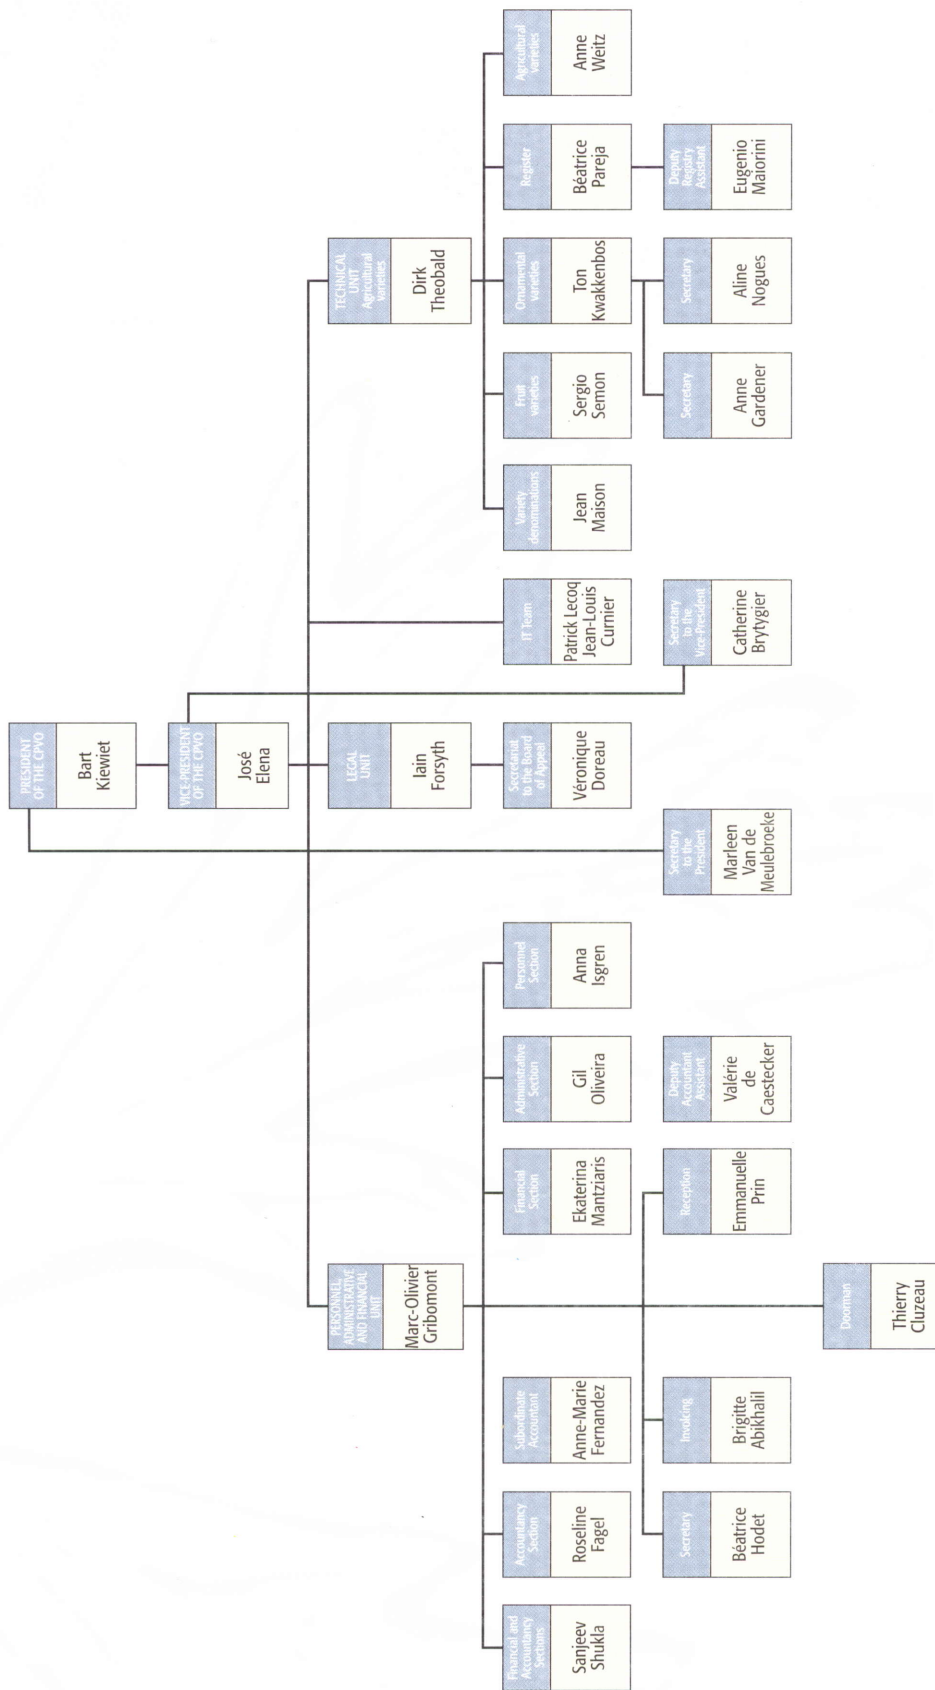 PRESIDENT
OF THE CPVO
Bart
Kiewiet
VICE-PRESIDENT
OF THE CPVO
José
Elena
PERSONNEL,
ADMINISTRATIVE
AND FINANCIAL
UNIT
Marc-Olivier
Gribomont
LEGAL
UNIT
Iain
Forsyth
TECHNICAL
UNIT
Agricultural
varieties
Dirk
Theobald
Financial and
Accountancy
Sections
Sanjeev
Shukla
Accountancy
Section
Roseline
Fagel
Subordinate
Accountant
Anne-Marie
Fernandez
Financial
Section
Ekaterina
Mantziaris
Administrative
Section
Gil
Oliveira
Personnel
Section
Anna
Isgren
Secretariat
to the Board
of Appeal
Véronique
Doreau
IT Team
Patrick Lecoq
Jean-Louis
Curnier
Variety
denominations
Jean
Maison
Fruit
varieties
Sergio
Semon
Ornamental
varieties
Ton
Kwakkenbos
Register
Béatrice
Pareja
Agricultural
varieties
Anne
Weitz
Secretary
Béatrice
Hodet
Invoking
Brigitte
Abikhalil
Reception
Emmanuelle
Prin
Deputy
Accountant
Assistant
Valérie
de
Caestecker
Secretary
to the
President
Marleen
Van de
Meulebroeke
Secretary
to the
Vice-President
Catherine
Brytygier
Secretary
Anne
Gardener
Secretary
Aline
Nogues
Deputy
Registry
Assistant
Eugenio
Maiorini
Doorman
Thierry
Cluzeau